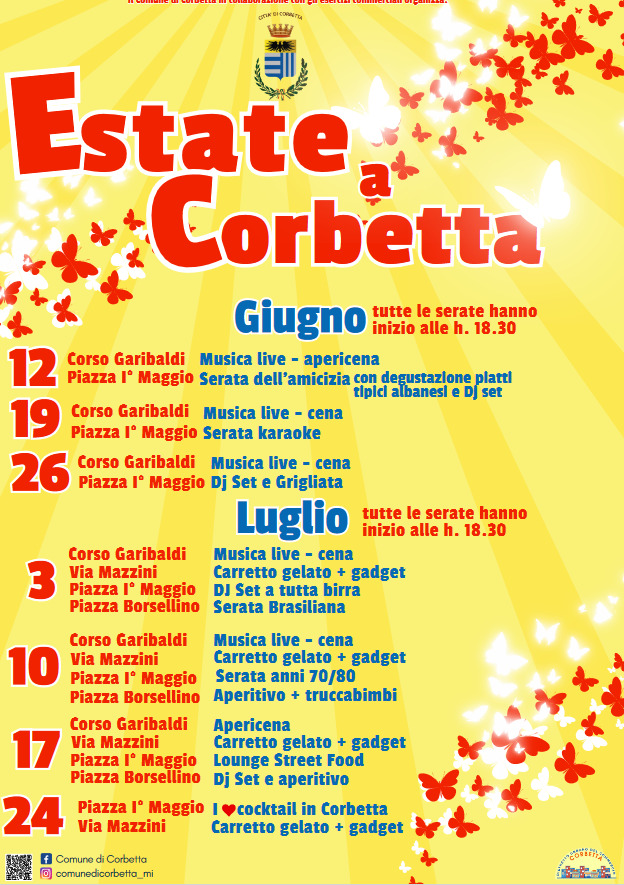 Il Comune di Corbetta in collaborazione con gli esercizi commerciali organizza:
CITTA' DI CORBETTA
Estate
a
Corbetta
Giugno tutte le serate hanno
inizio alle h. 18.30
12 Corso Garibaldi Musica live - apericena
Piazza I° Maggio Serata dell'amicizia con degustazione piatti
tipici albanesi e Dj set
19 Corso Garibaldi Musica live - cena
Piazza I° Maggio Serata karaoke
26 Corso Garibaldi Musica live - cena
Piazza I° Maggio Dj Set e Grigliata
Luglio tutte le serate hanno
inizio alle h. 18.30
3 Corso Garibaldi Musica live - cena
Via Mazzini Carretto gelato + gadget
Piazza I° Maggio DJ Set a tutta birra
Piazza Borsellino Serata Brasiliana
10 Corso Garibaldi Musica live - cena
Via Mazzini Carretto gelato + gadget
Piazza I° Maggio Serata anni 70/80
Piazza Borsellino Aperitivo + truccabimbi
17 Corso Garibaldi Apericena
Via Mazzini Carretto gelato + gadget
Piazza I° Maggio Lounge Street Food
Piazza Borsellino Dj Set e aperitivo
24 Piazza I° Maggio I ❤ cocktail in Corbetta
Via Mazzini Carretto gelato + gadget
Comune di Corbetta
comunedicorbetta_mi
CORBETTA